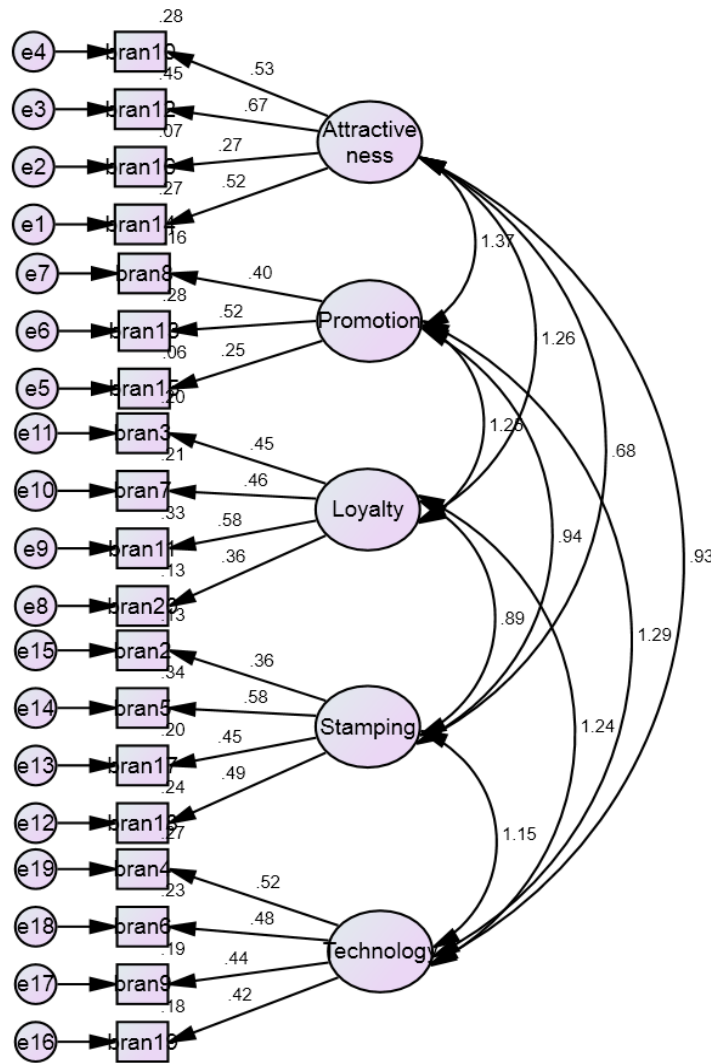 .28
e4
bran10
.53
.45
e3
bran12
.67
Attractive
ness
.07
e2
bran16
.27
.27
e1
bran14
.52
.16
1.37
e7
bran8
.40
.28
e6
bran13
.52
Promotion
1.26
.06
e5
bran15
.25
.20
e11
bran3
.45
.68
.21
e10
bran7
.46
Loyalty
.33
e9
bran11
.58
.94
.93
.13
e8
bran20
.36
.13
.89
e15
bran2
.36
1.29
.34
e14
bran5
.58
Stamping
1.24
.20
e13
bran17
.45
.24
e12
bran18
.49
.27
1.15
e19
bran4
.52
.23
e18
bran6
.48
Technology
.19
e17
bran9
.44
.18
e16
bran19
.42